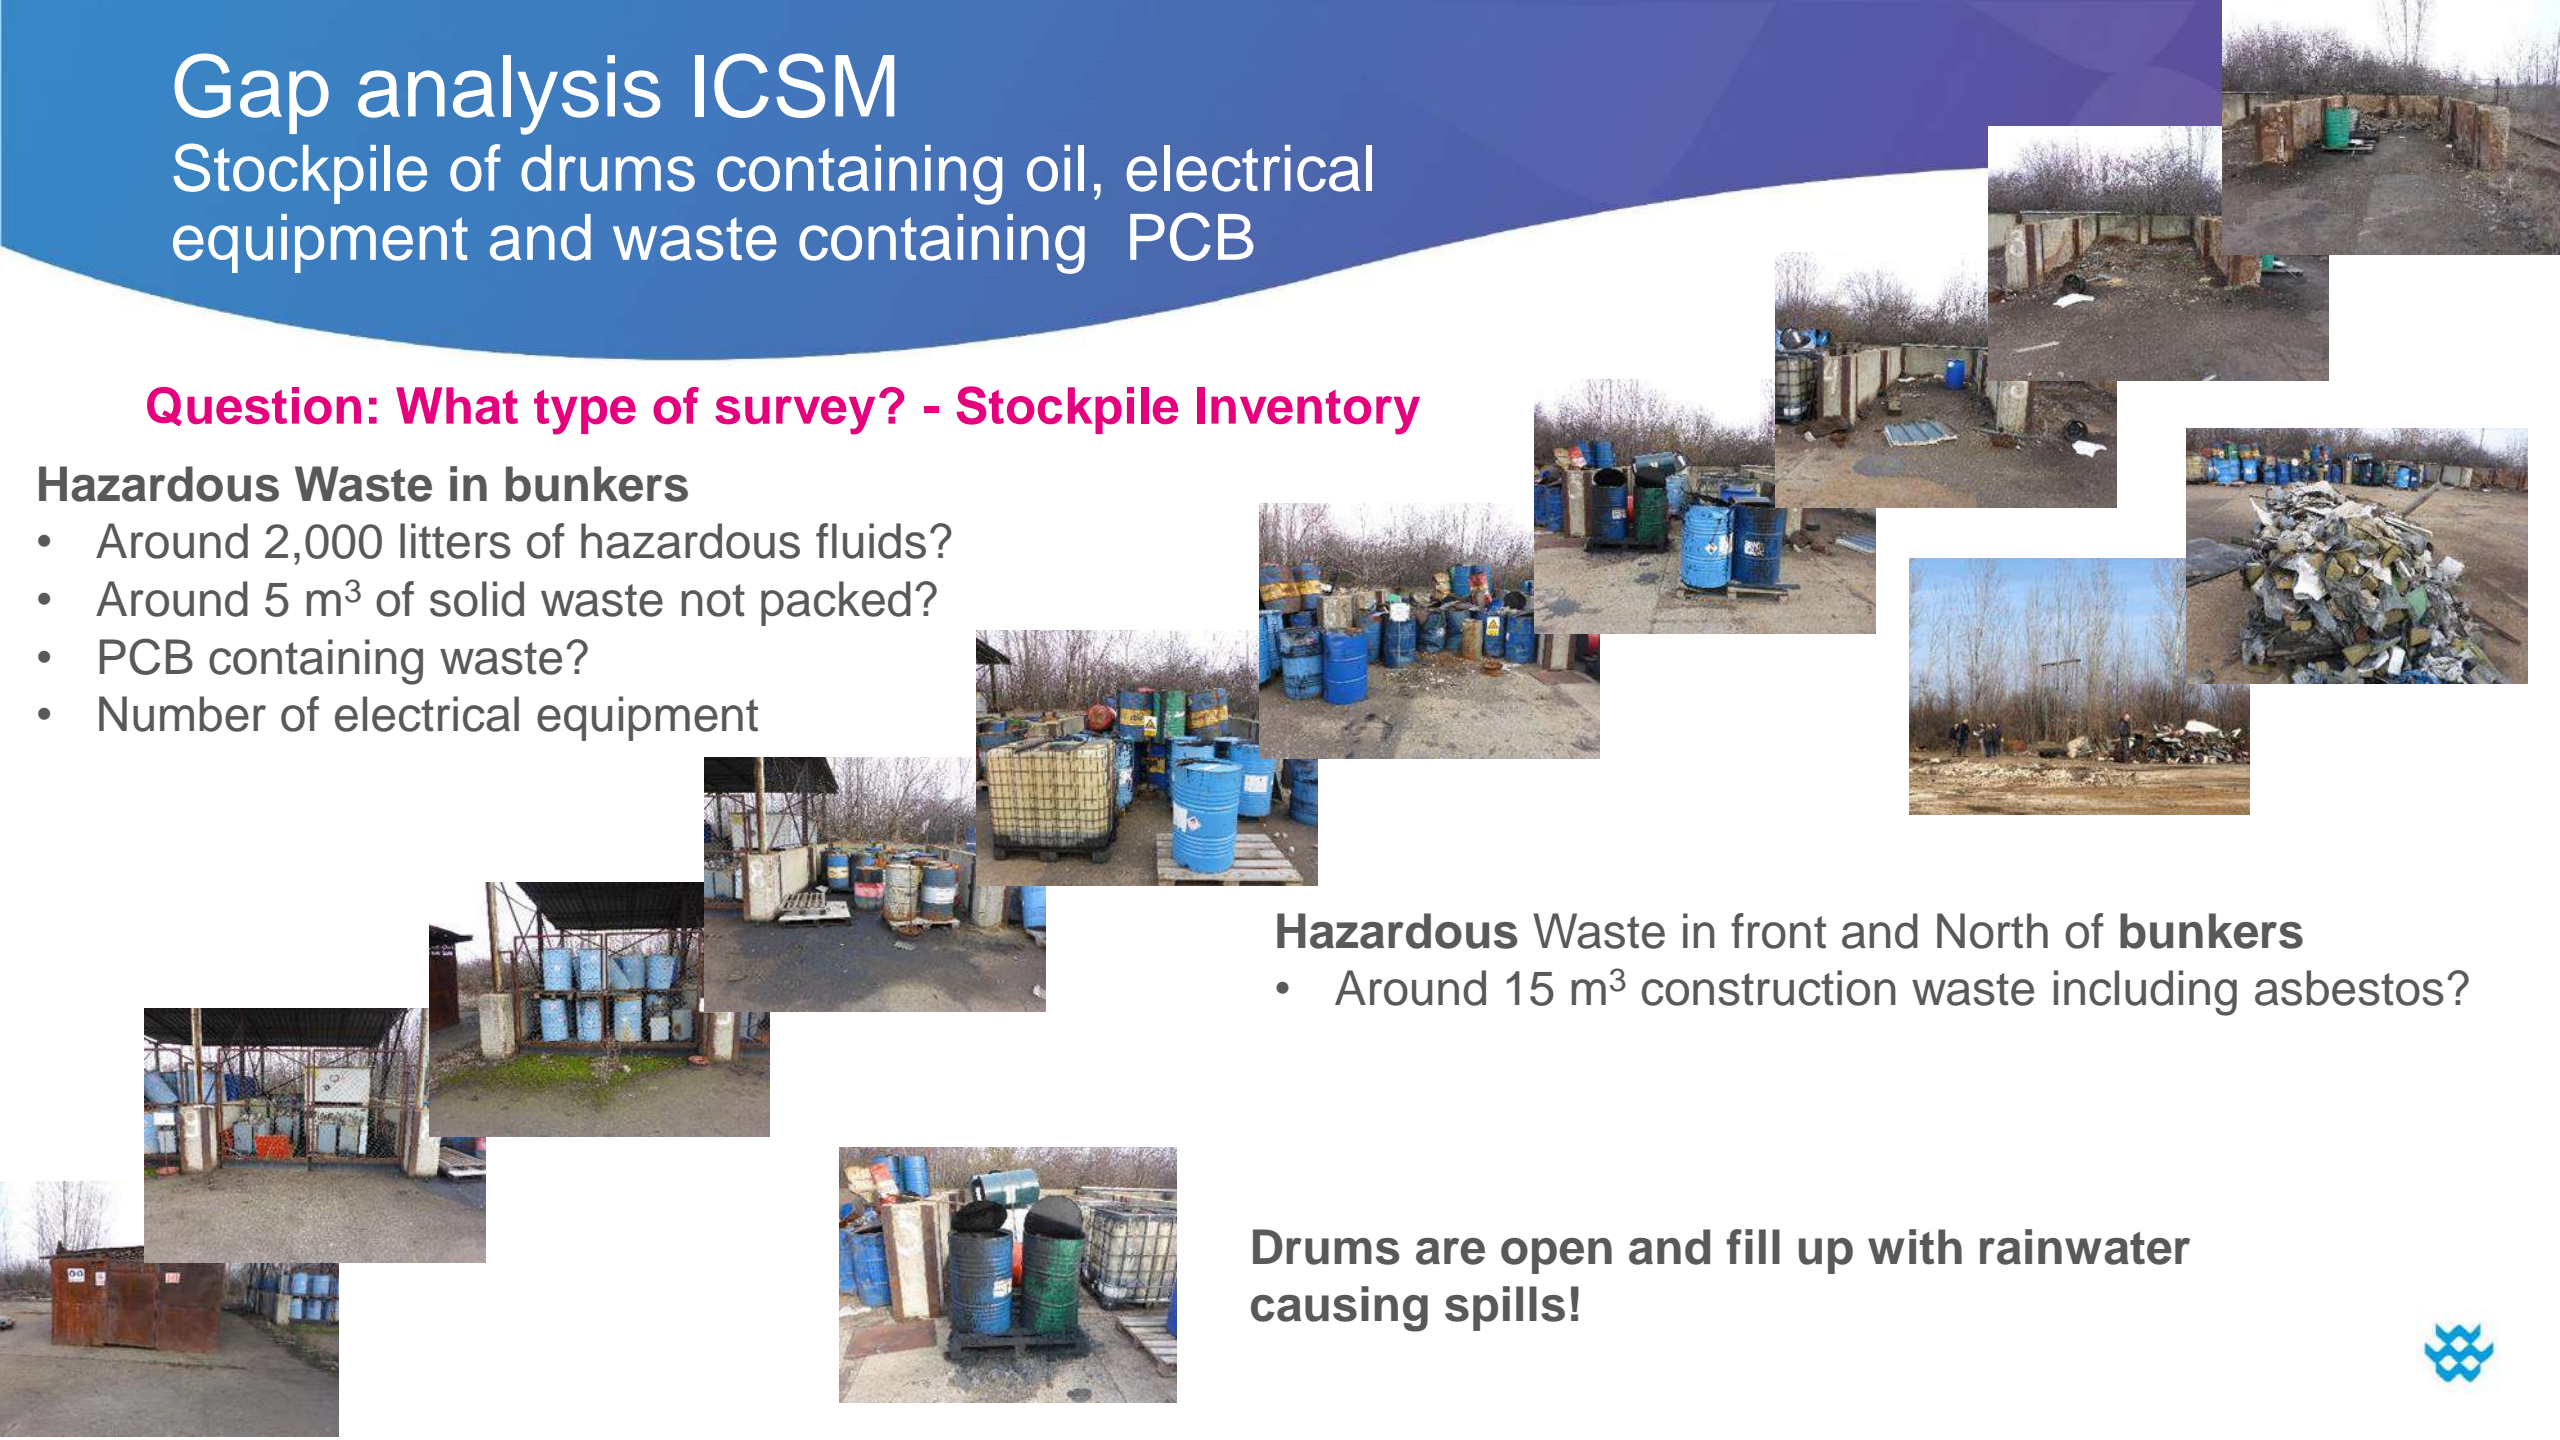 Gap analysis ICSM
Stockpile of drums containing oil, electrical
equipment and waste containing PCB
Question: What type of survey? - Stockpile Inventory
Hazardous Waste in bunkers
• Around 2,000 litters of hazardous fluids?
• Around 5 m³ of solid waste not packed?
• PCB containing waste?
• Number of electrical equipment
Hazardous Waste in front and North of bunkers
• Around 15 m³ construction waste including asbestos?
Drums are open and fill up with rainwater
causing spills!